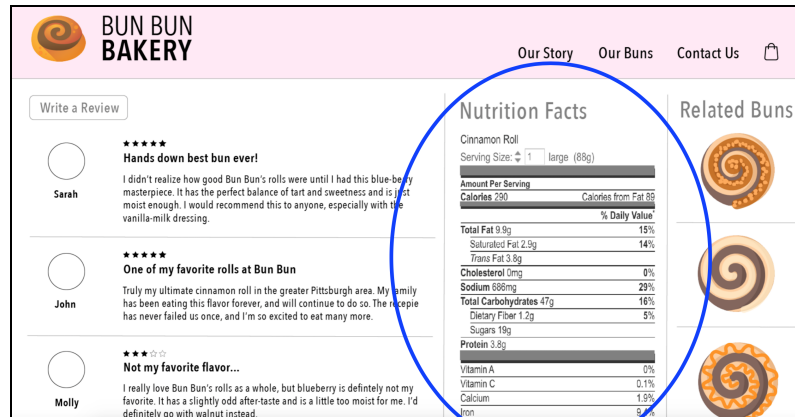 BUN BUN
BAKERY
Our Story Our Buns Contact Us
Write a Review
Sarah
★★★★★
Hands down best bun ever!
I didn't realize how good Bun Bun's rolls were until I had this blue-berry
masterpiece. It has the perfect balance of tart and sweetness and is just
moist enough. I would recommend this to anyone, especially with the
vanilla-milk dressing.
John
★★★★★
One of my favorite rolls at Bun Bun
Truly my ultimate cinnamon roll in the greater Pittsburgh area. My family
has been eating this flavor forever, and will continue to do so. The recepie
has never failed us once, and I'm so excited to eat many more.
Molly
★★★☆☆
Not my favorite flavor...
I really love Bun Bun's rolls as a whole, but blueberry is defintely not my
favorite. It has a slightly odd after-taste and is a little too moist for me. I'd
definitely go with walnut instead.
Nutrition Facts
Cinnamon Roll
Serving Size: 1 large (88g)
Amount Per Serving
Calories 290 Calories from Fat 89
% Daily Value*
Total Fat 9.9g 15%
Saturated Fat 2.9g 14%
Trans Fat 3.8g
Cholesterol 0mg 0%
Sodium 686mg 29%
Total Carbohydrates 47g 16%
Dietary Fiber 1.2g 5%
Sugars 19g
Protein 3.8g
Vitamin A 0%
Vitamin C 0.1%
Calcium 1.9%
Iron
Related Buns